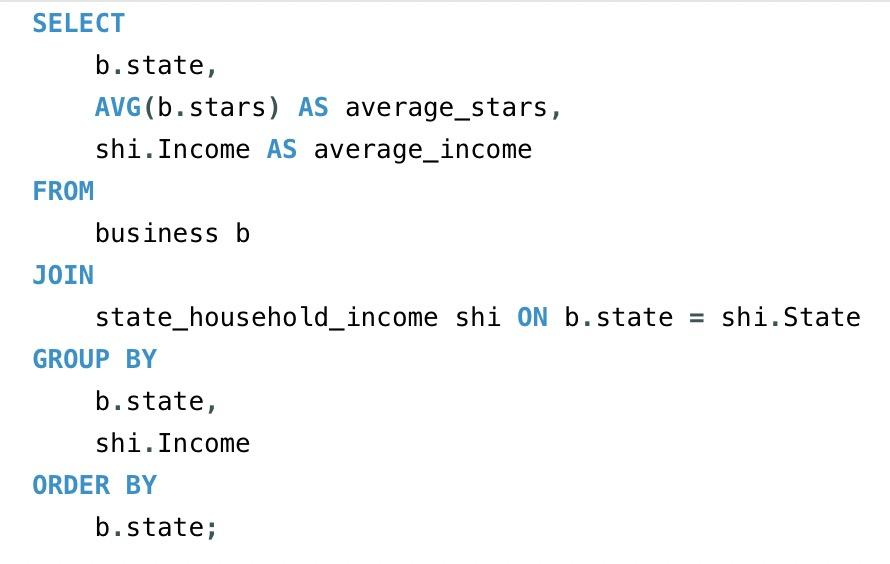 SELECT
    b.state,
    AVG(b.stars) AS average_stars,
    shi.Income AS average_income
FROM
    business b
JOIN
    state_household_income shi ON b.state = shi.State
GROUP BY
    b.state,
    shi.Income
ORDER BY
    b.state;